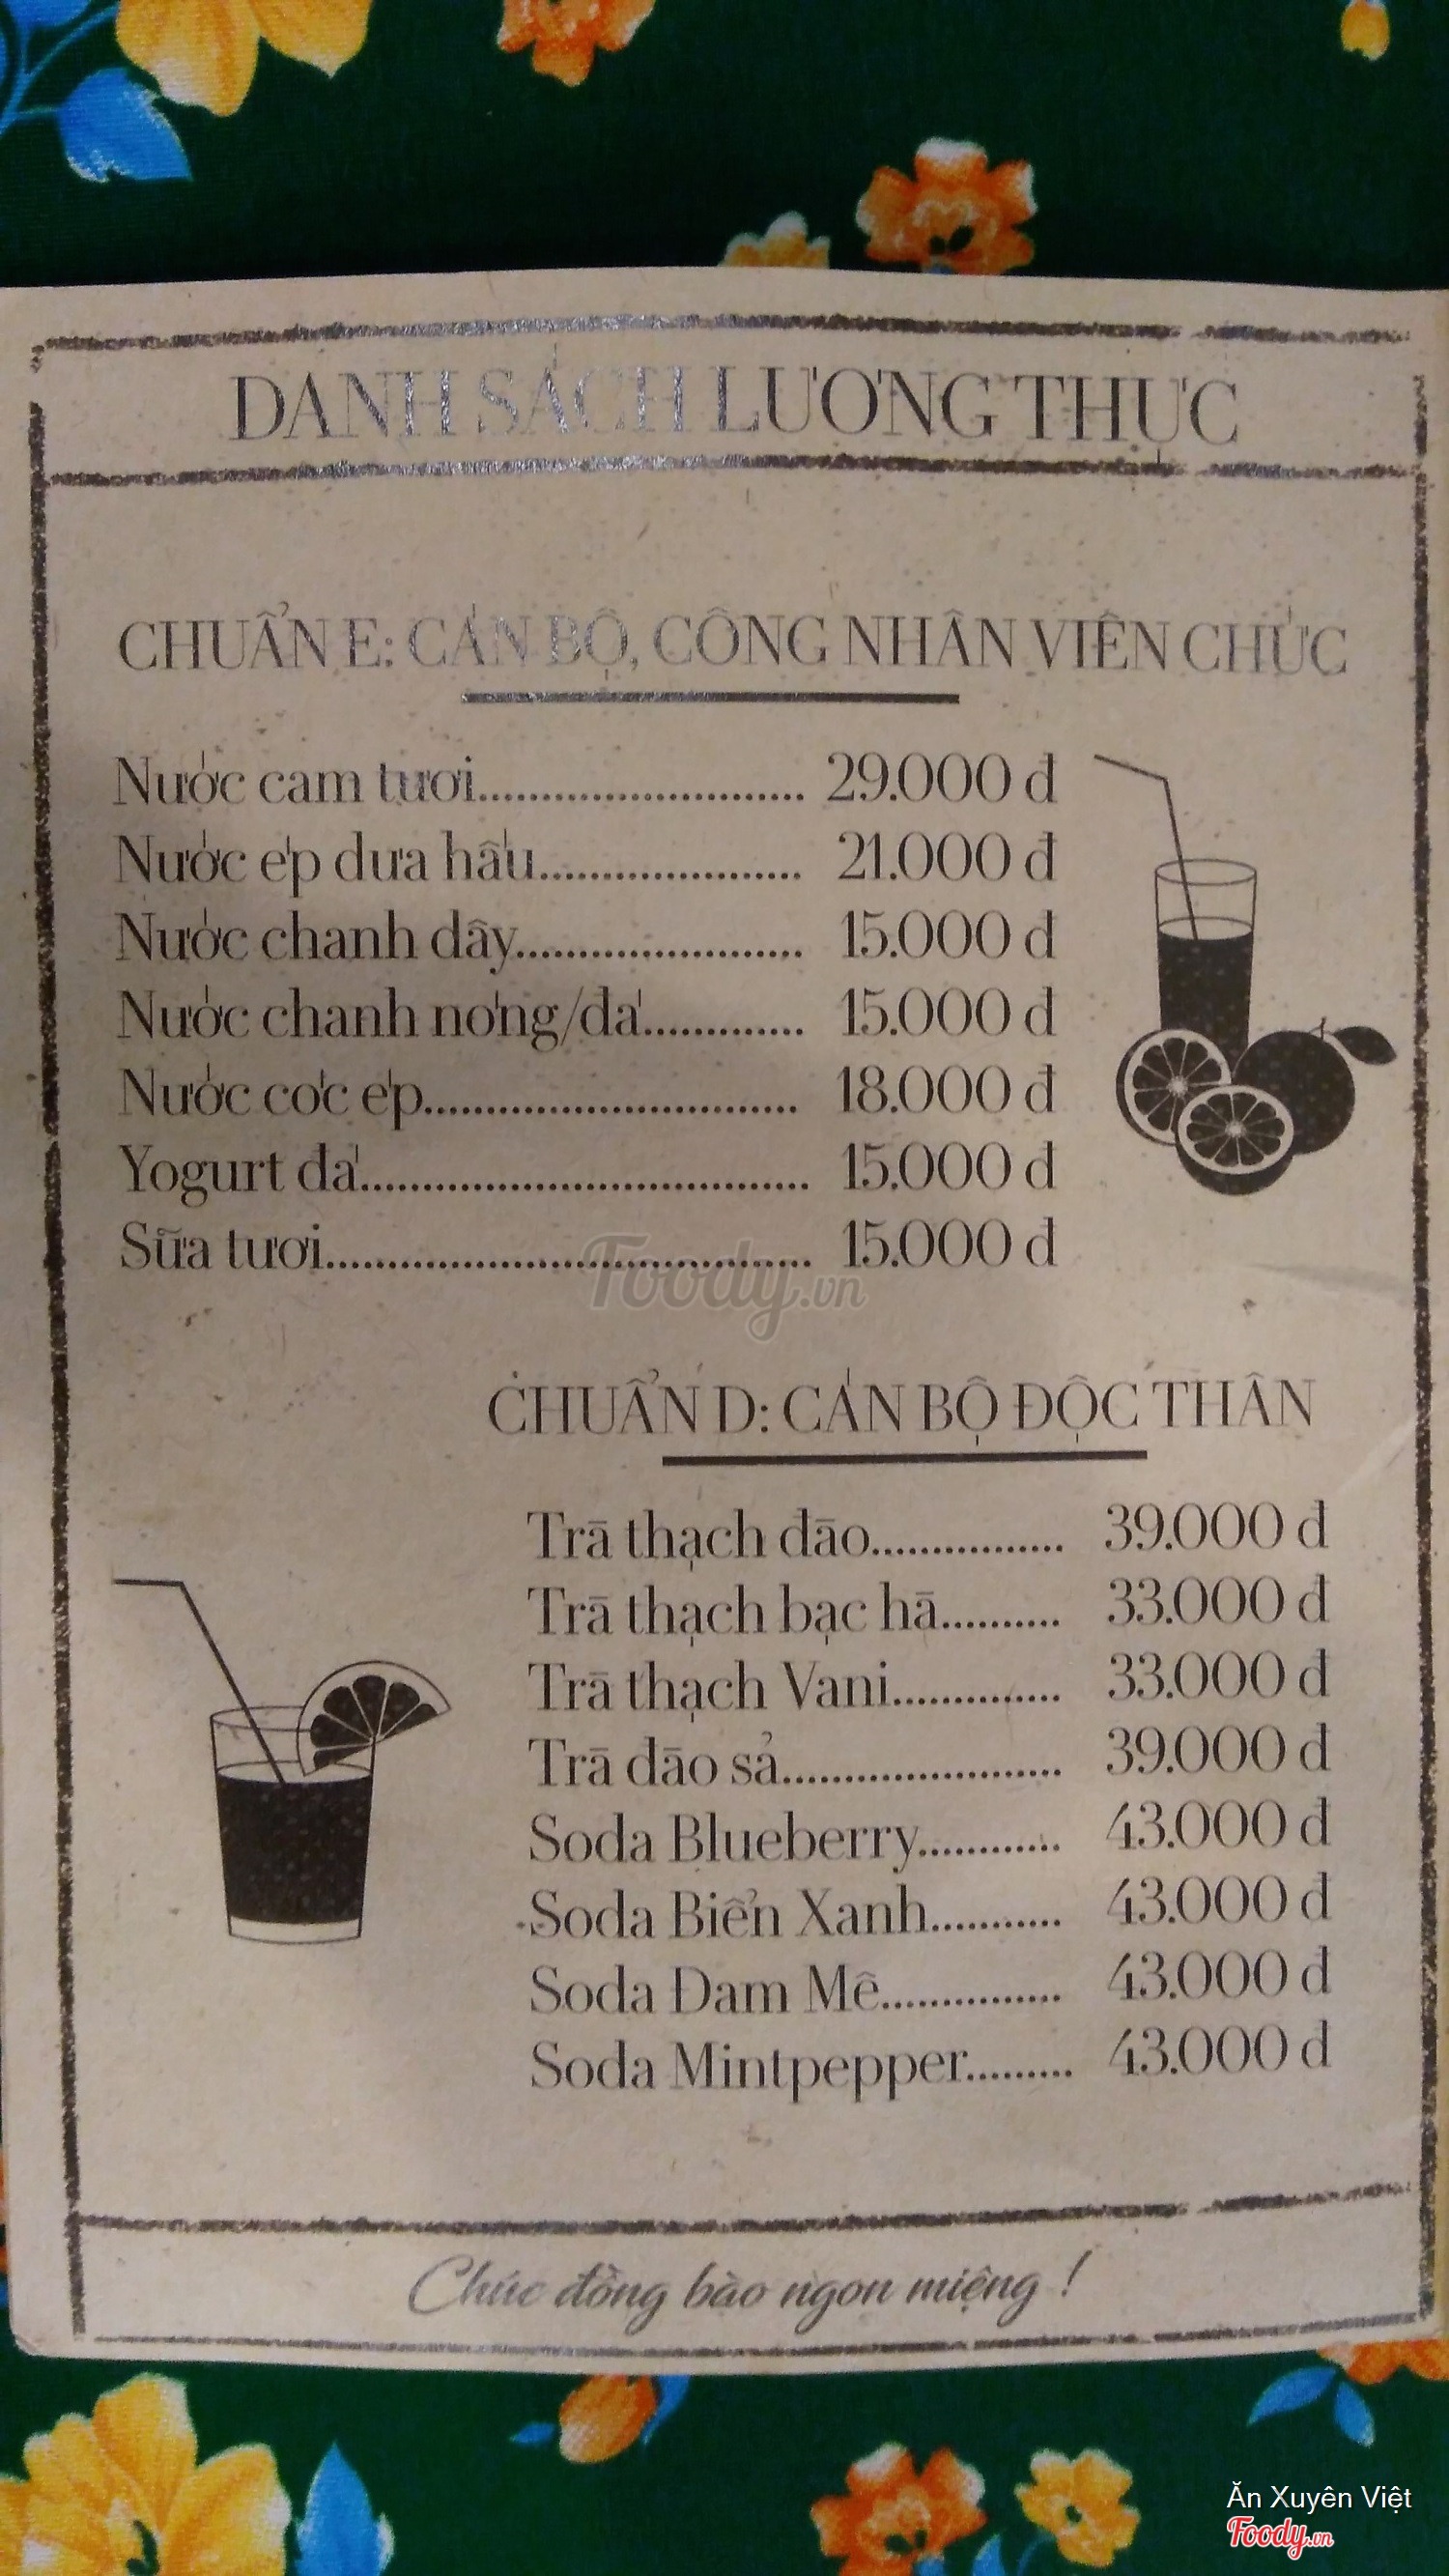 DANH SÁCH LƯƠNG THỰC
CHUẨN E: CÁN BỘ, CÔNG NHÂN VIÊN CHỨC
Nước cam tươi.......................... 29.000 đ
Nước ép dưa hấu..................... 21.000 đ
Nước chanh dây....................... 15.000 đ
Nước chanh nóng/đá............. 15.000 đ
Nước cóc ép.............................. 18.000 đ
Yogurt đá.................................... 15.000 đ
Sữa tươi....................................... 15.000 đ
Foody.vn
CHUẨN D: CÁN BỘ ĐỘC THÂN
Trà thạch đào................ 39.000 đ
Trà thạch bạc hà.......... 33.000 đ
Trà thạch Vani.............. 33.000 đ
Trà đào sả....................... 39.000 đ
Soda Blueberry............ 43.000 đ
Soda Biển Xanh........... 43.000 đ
Soda Đam Mê............... 43.000 đ
Soda Mintpepper......... 43.000 đ
Chúc đồng bào ngon miệng !
Ăn Xuyên Việt
Foody.vn